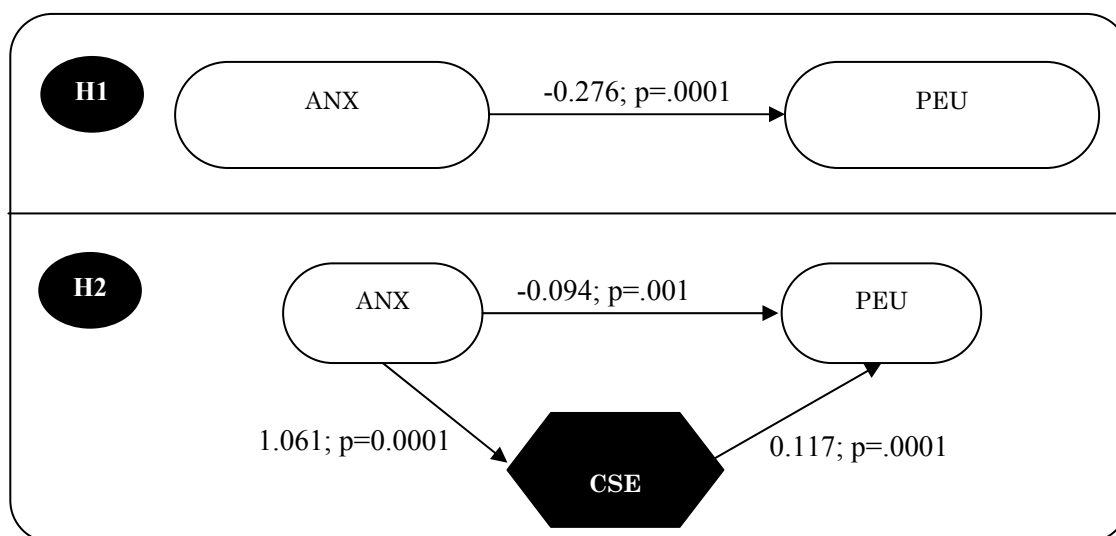 H1
ANX
-0.276; p=.0001
PEU
H2
ANX
-0.094; p=.001
PEU
1.061; p=0.0001
0.117; p=.0001
CSE